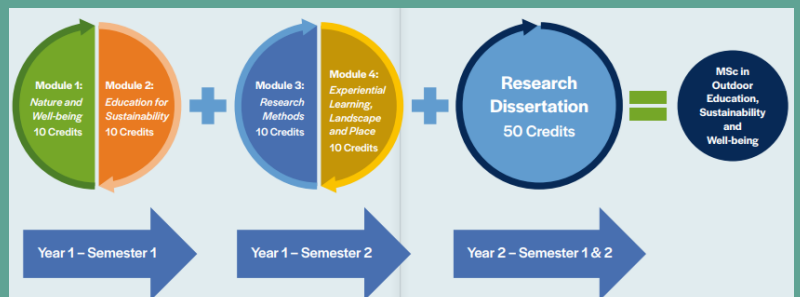 Module 1:
Nature and
Well-being
10 Credits
Module 2:
Education for
Sustainability
10 Credits
Module 3:
Research
Methods
10 Credits
Module 4:
Experiential
Learning,
Landscape
and Place
10 Credits
Research
Dissertation
50 Credits
MSc in
Outdoor
Education,
Sustainability
and
Well-being
Year 1 – Semester 1
Year 1 – Semester 2
Year 2 – Semester 1 & 2